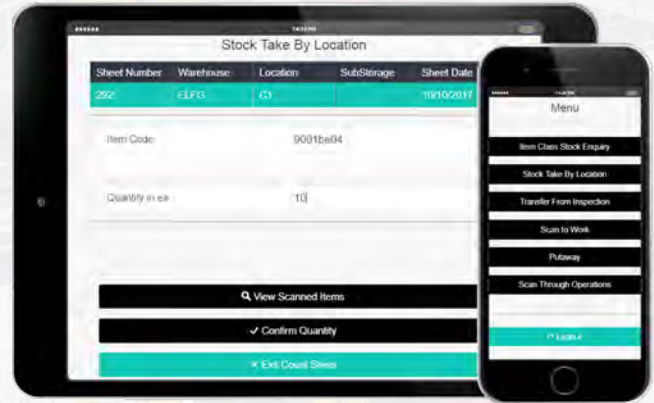 Stock Take By Location
Sheet Number Warehouse Location SubStorage Sheet Date
292 ELFG C1 10/10/2017
Item Code 9001be04
Quantity in ea 10
View Scanned Items
Confirm Quantity
Exit Count Sheet
Menu
Item Class Stock Enquiry
Stock Take By Location
Transfer From Inspection
Scan to Work
Putaway
Scan Through Operations
Logout